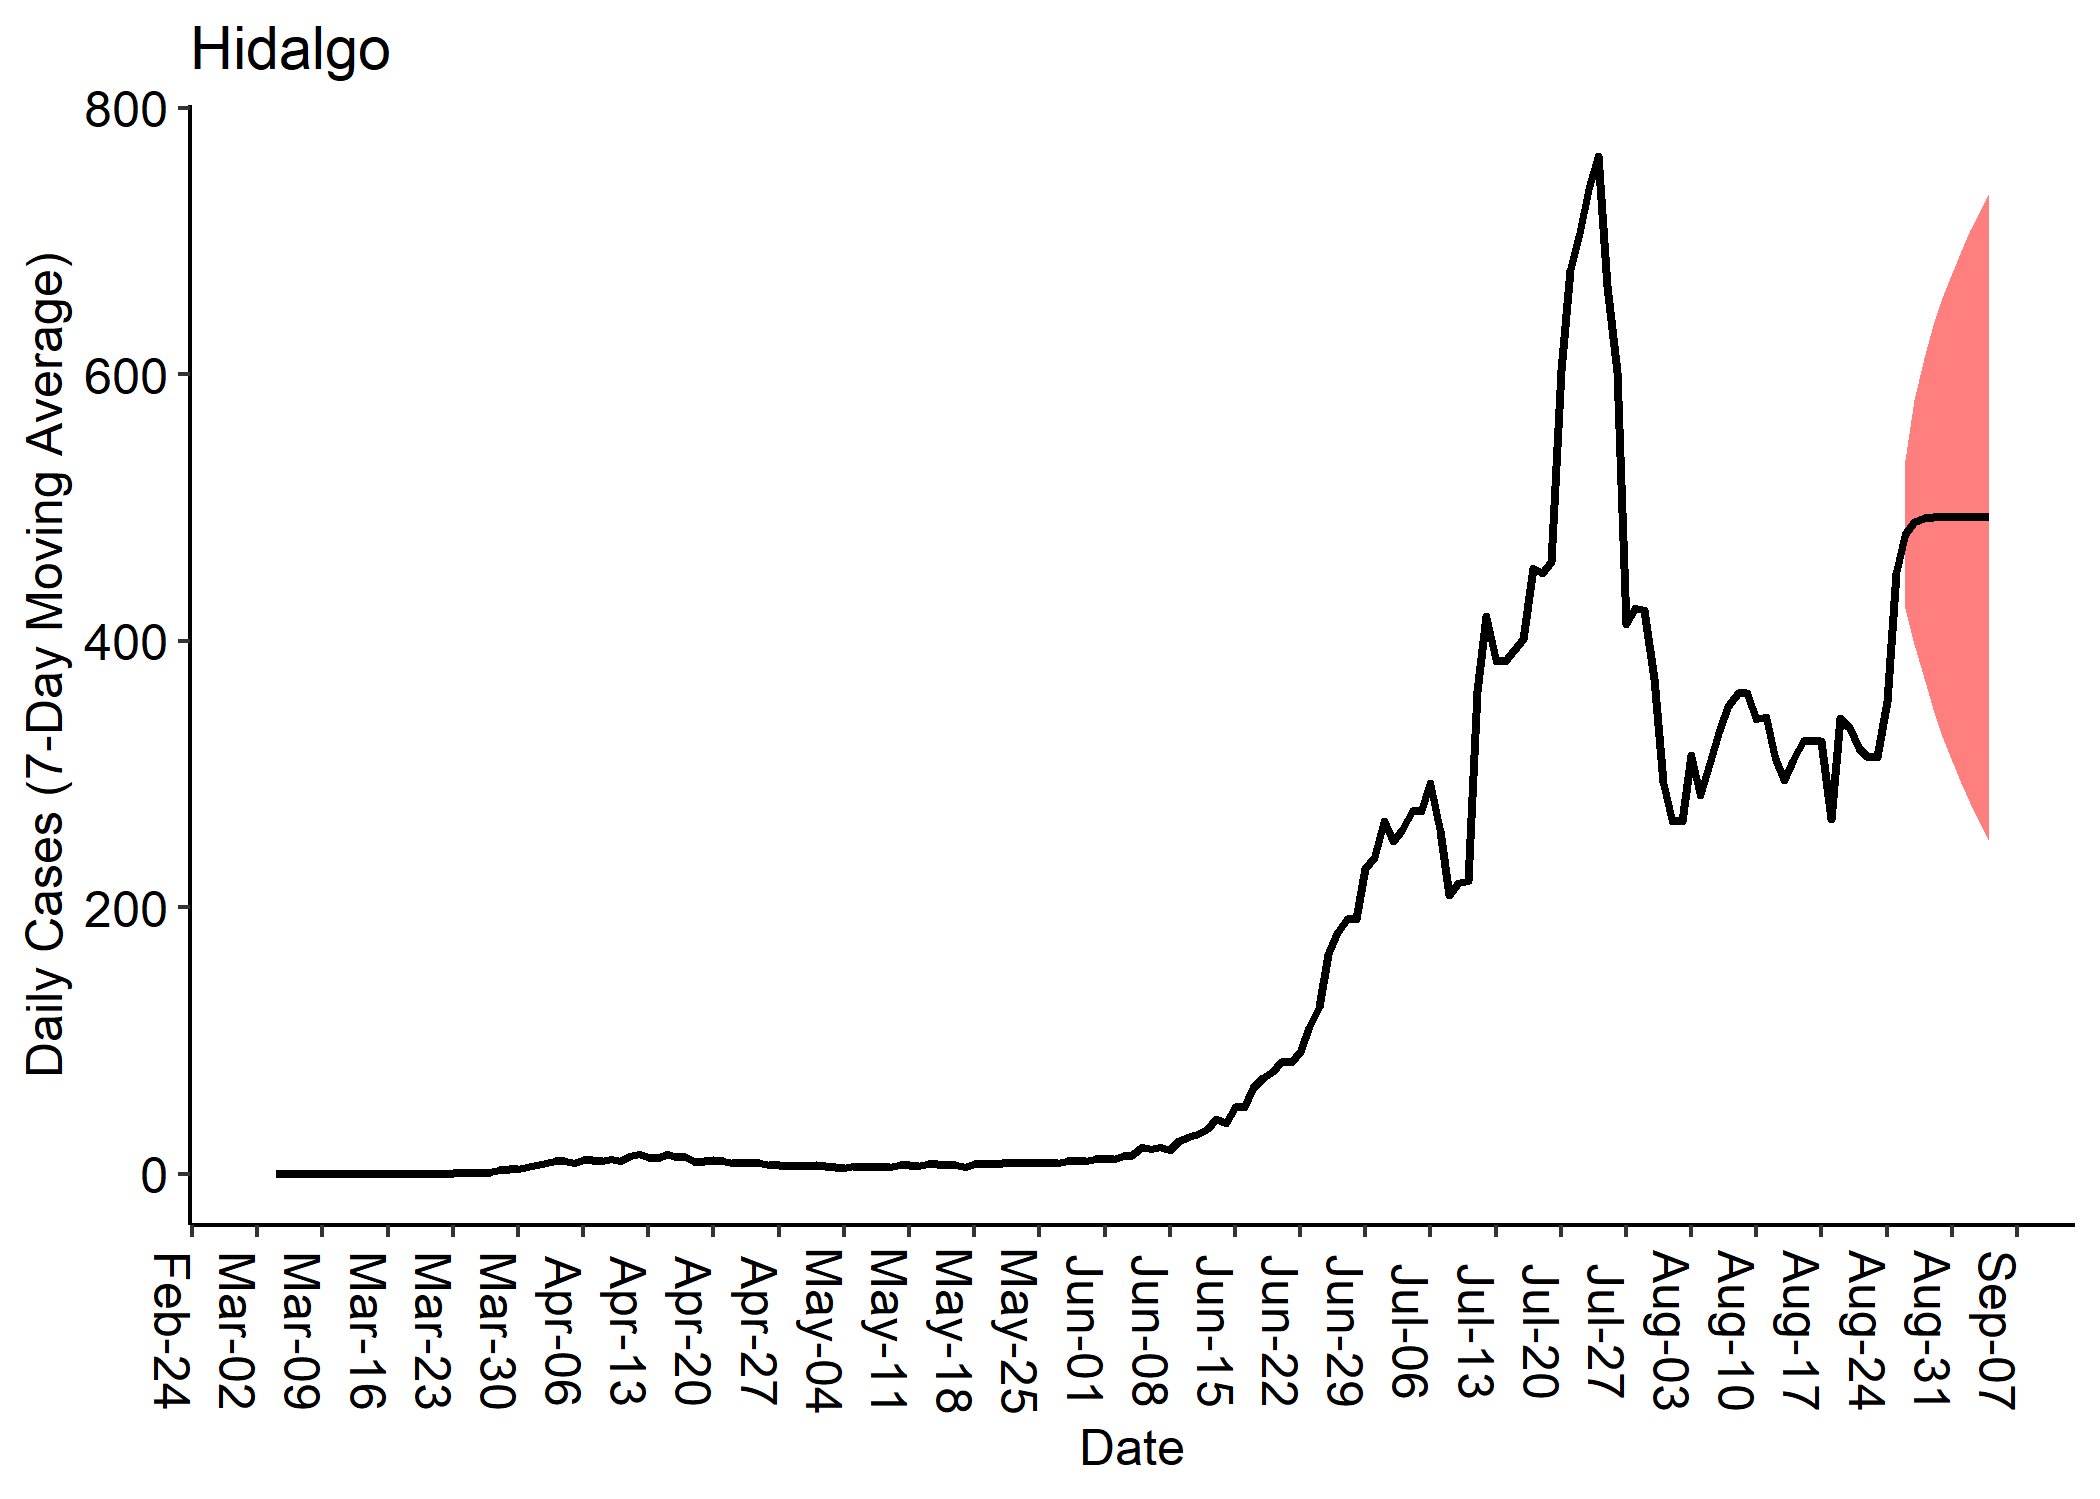 Hidalgo
Daily Cases (7-Day Moving Average)
800
600
400
200
0
Feb-24
Mar-02
Mar-09
Mar-16
Mar-23
Mar-30
Apr-06
Apr-13
Apr-20
Apr-27
May-04
May-11
May-18
May-25
Jun-01
Jun-08
Jun-15
Jun-22
Jun-29
Jul-06
Jul-13
Jul-20
Jul-27
Aug-03
Aug-10
Aug-17
Aug-24
Aug-31
Sep-07
Date